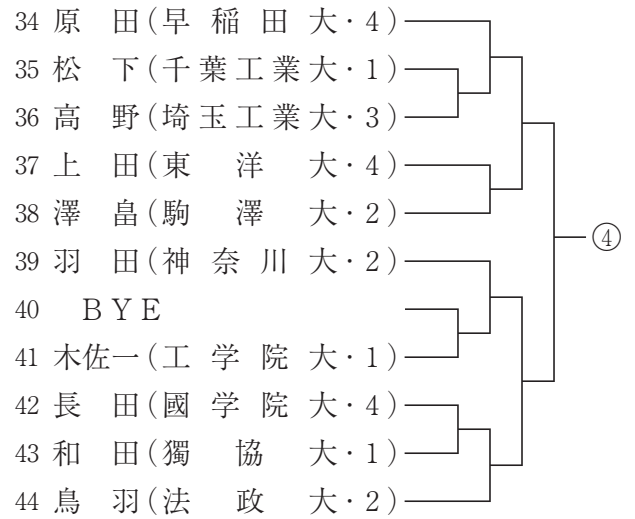 34 原 田(早稲田大・4)
35 松 下(千葉工業大・1)
36 高 野(埼玉工業大・3)
37 上 田(東洋大・4)
38 澤 畠(駒澤大・2)
39 羽 田(神奈川大・2)
40 BYE
41 木佐一(工学院大・1)
42 長 田(國学院大・4)
43 和 田(獨協大・1)
44 鳥 羽(法政大・2)
④